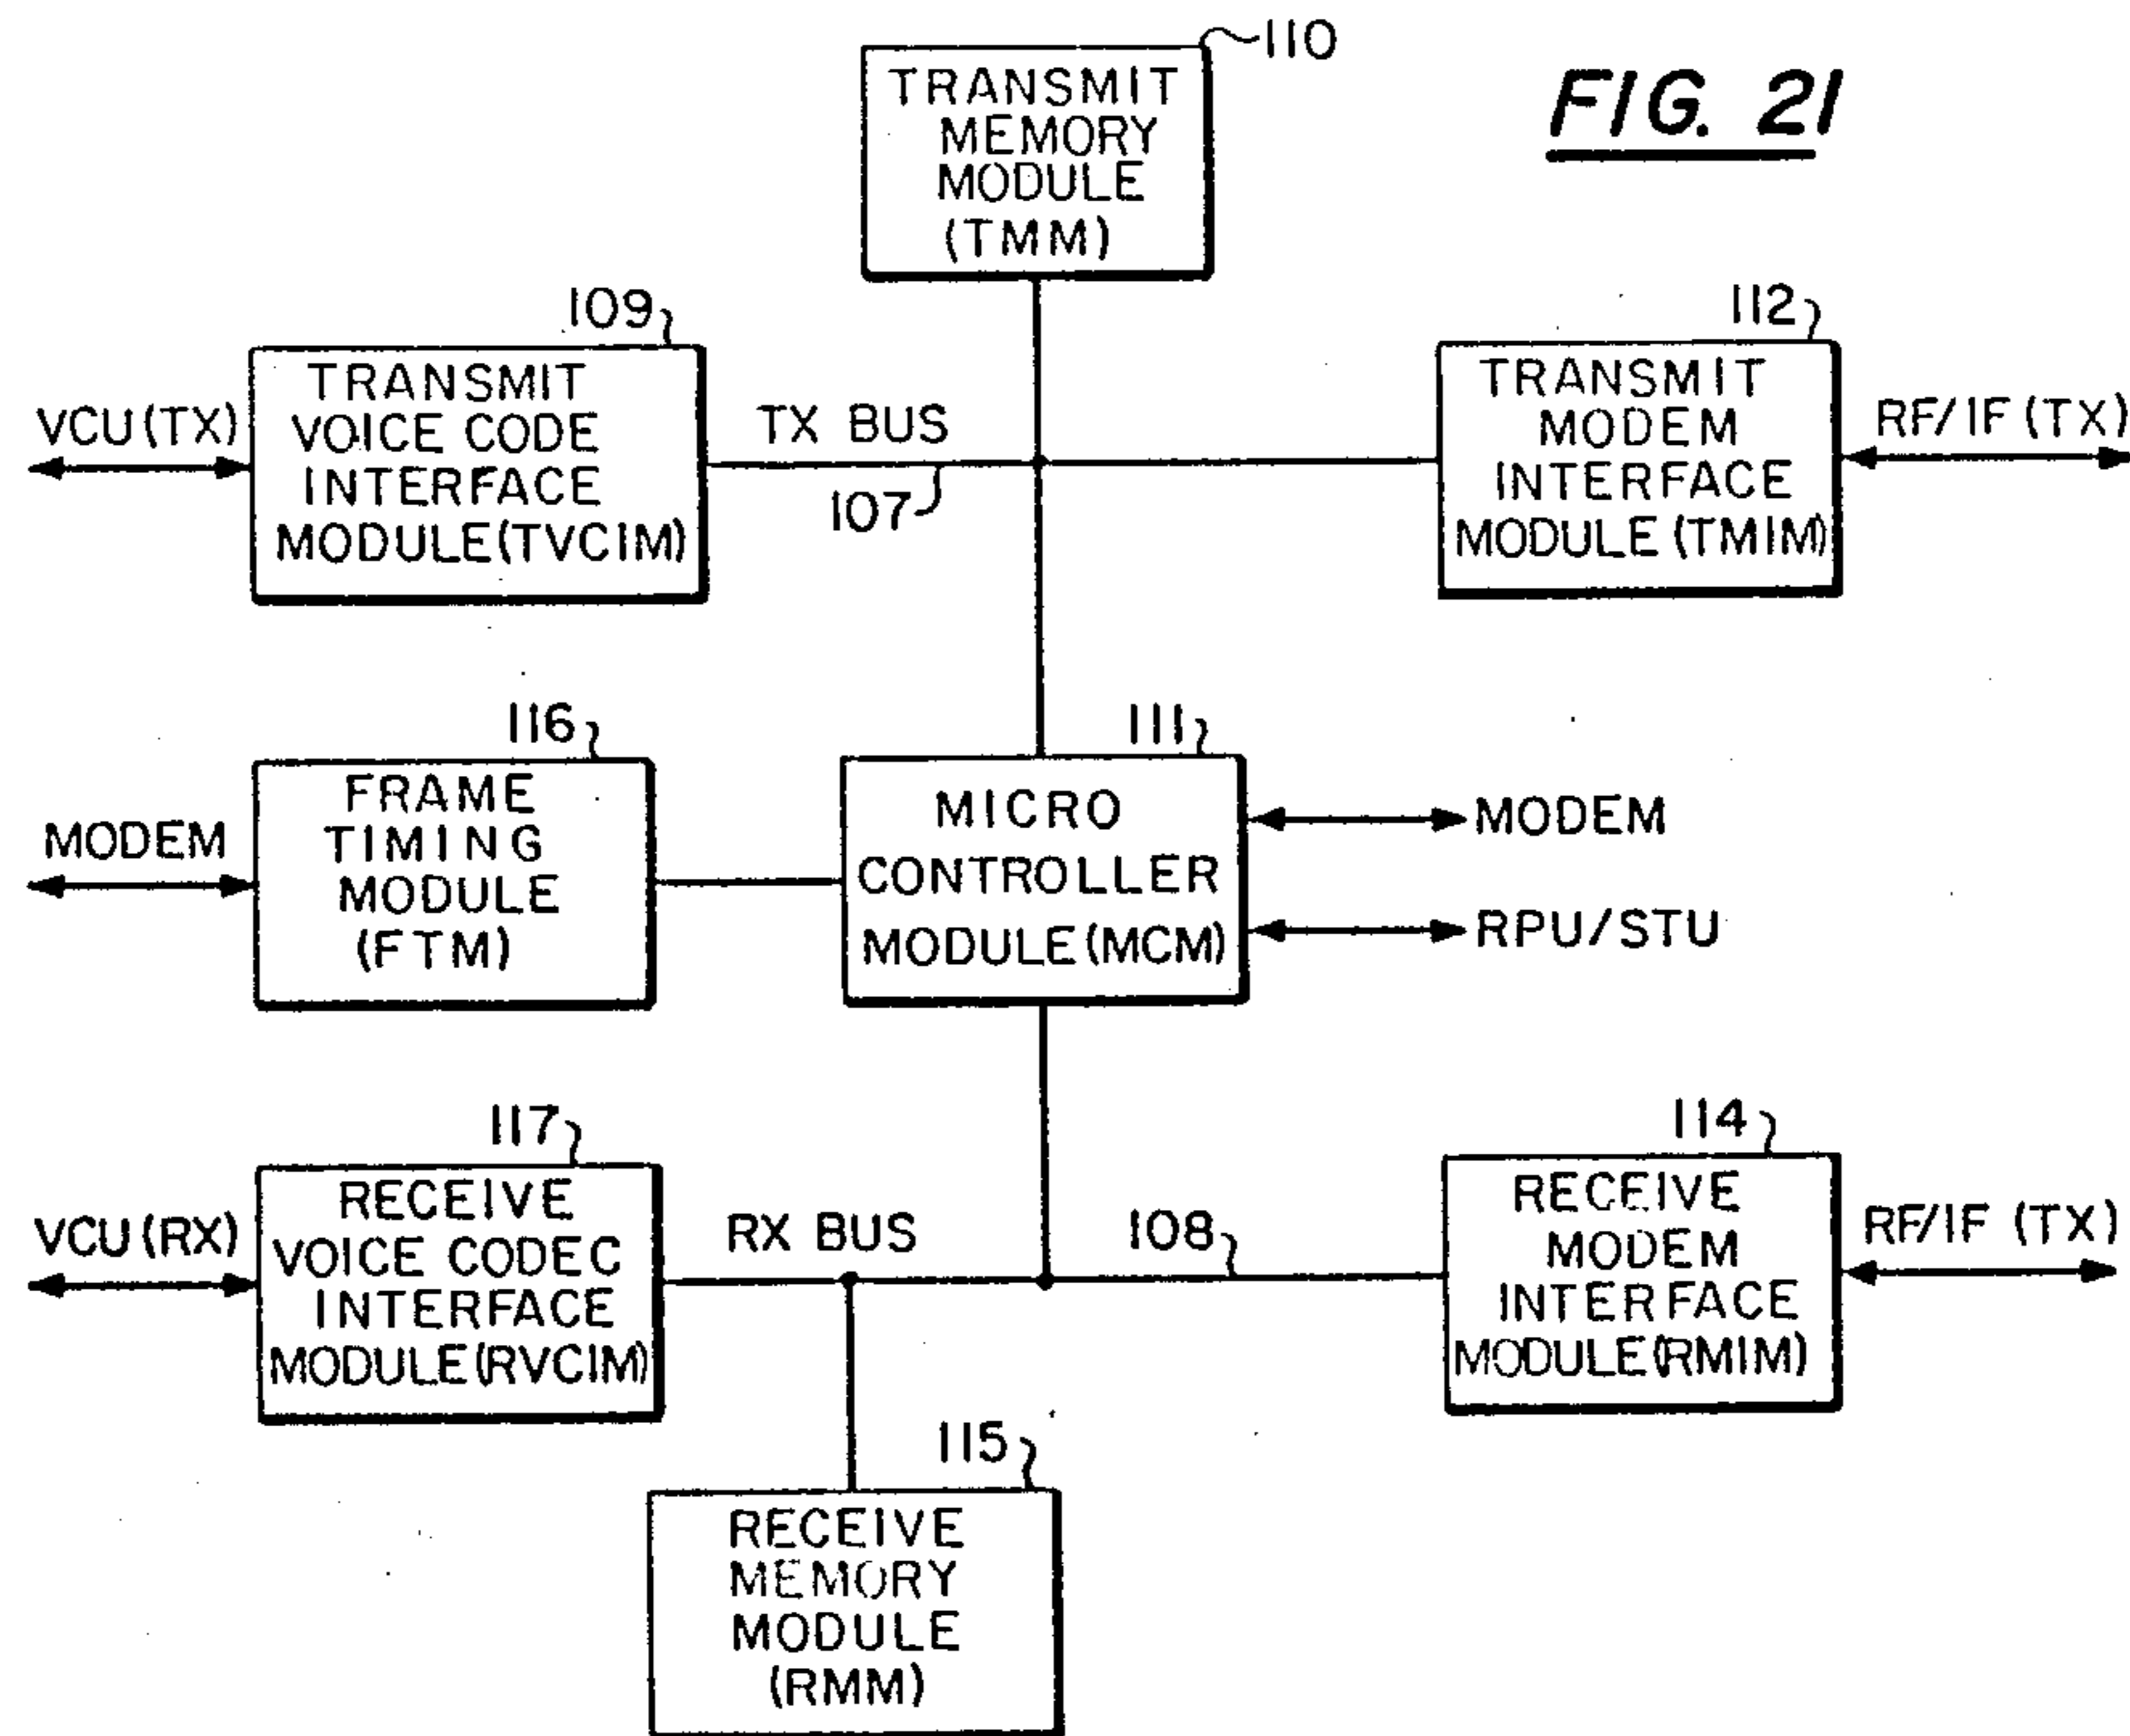 110
FIG. 21
TRANSMIT
MEMORY
MODULE
(TMM)
109
TRANSMIT
VOICE CODE
INTERFACE
MODULE (TVCIM)
VCU (TX)
TX BUS
107
112
TRANSMIT
MODEM
INTERFACE
MODULE (TMIM)
RF/IF (TX)
116
FRAME
TIMING
MODULE
(FTM)
MODEM
111
MICRO
CONTROLLER
MODULE (MCM)
MODEM
RPU/STU
117
RECEIVE
VOICE CODEC
INTERFACE
MODULE (RVCIM)
VCU (RX)
RX BUS
108
114
RECEIVE
MODEM
INTERFACE
MODULE (RMIM)
RF/IF (TX)
115
RECEIVE
MEMORY
MODULE
(RMM)